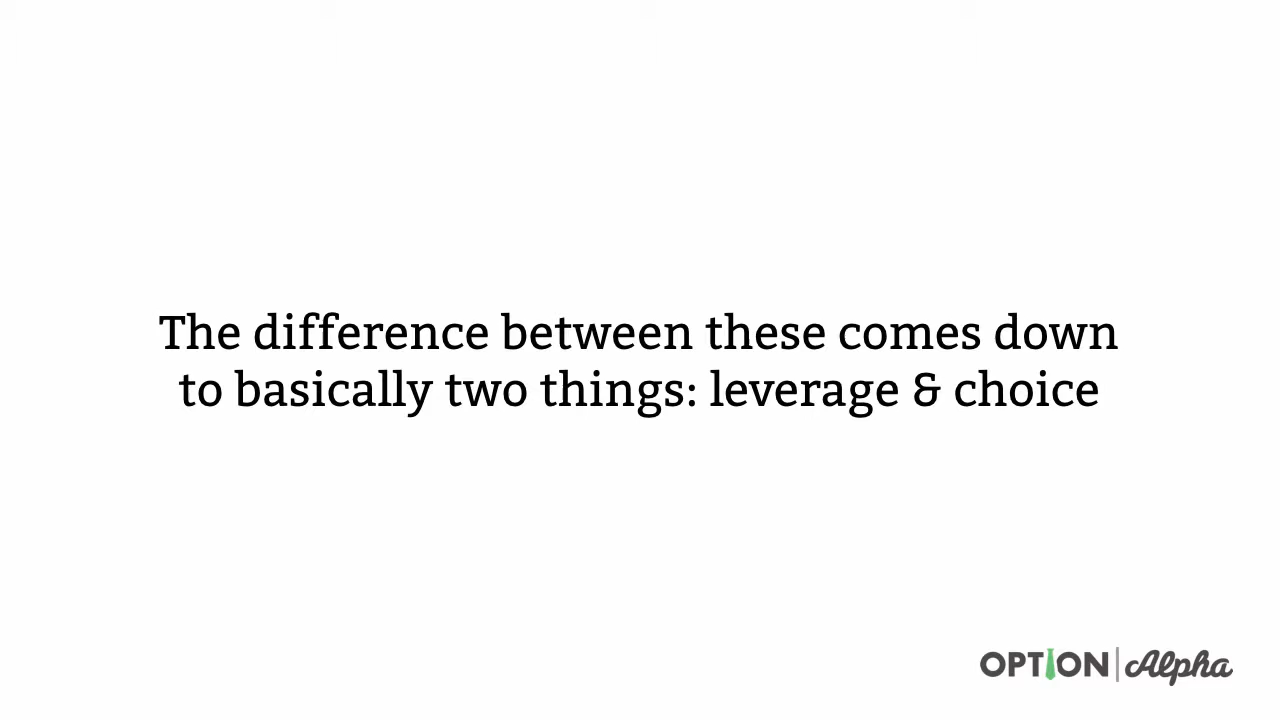 The difference between these comes down
to basically two things: leverage & choice
OPTION | Alpha